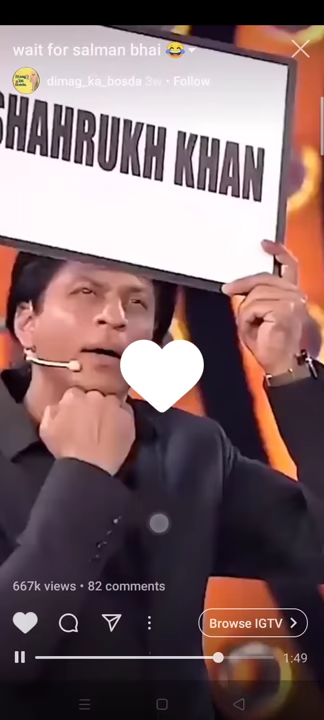 wait for salman bhai 😂
dimag_ka_bosda 3w • Follow
SHAHRUKH KHAN
667k views • 82 comments
Browse IGTV
1:49